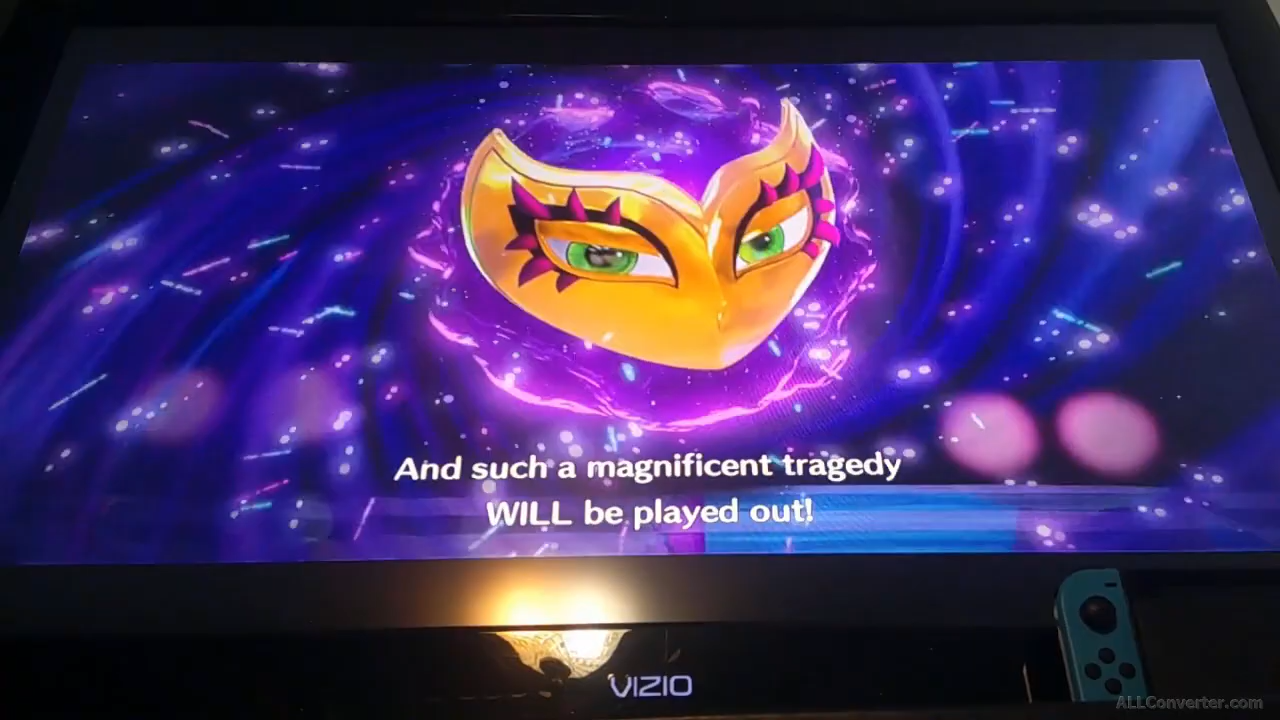 And such a magnificent tragedy
WILL be played out!
VIZIO
ALLConverter.com